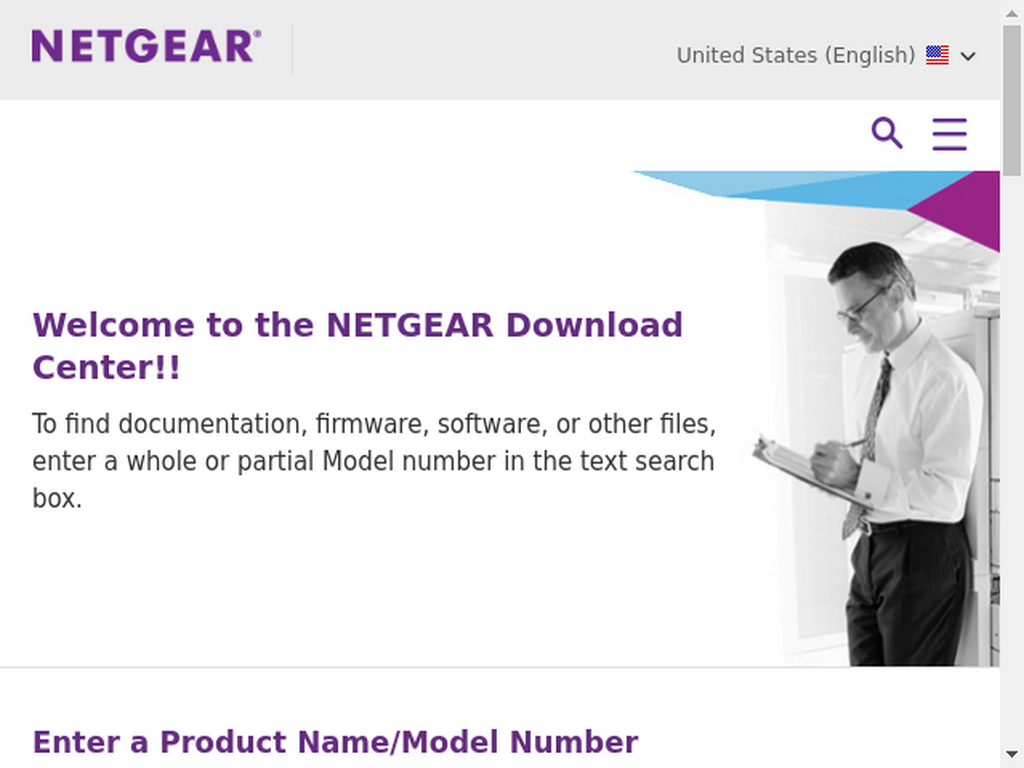 NETGEAR®
United States (English)
Welcome to the NETGEAR Download
Center!!
To find documentation, firmware, software, or other files,
enter a whole or partial Model number in the text search
box.
Enter a Product Name/Model Number